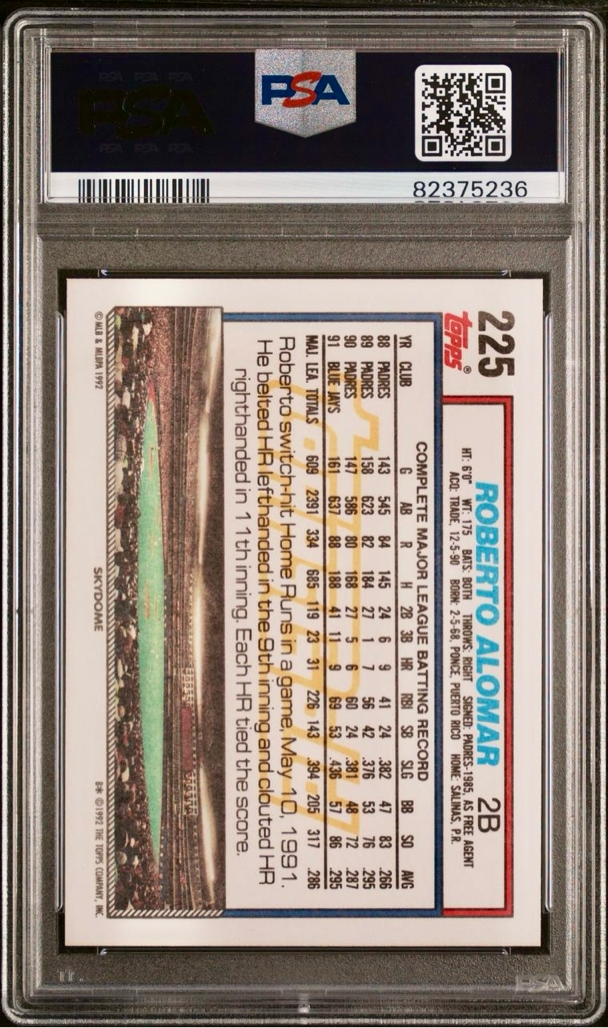 PSA
82375236
225
Topps®
ROBERTO ALOMAR 2B
HT: 6'0" WT: 175 BATS: BOTH THROWS: RIGHT SIGNED: PADRES-1985, AS FREE AGENT
ACQ: TRADE, 12-5-90 BORN: 2-5-68, PONCE, PUERTO RICO HOME: SALINAS, P.R.
COMPLETE MAJOR LEAGUE BATTING RECORD
YR CLUB G AB R H 2B 3B HR RBI SB SLG BB SO AVG
88 PADRES 143 545 84 145 24 6 9 41 24 .382 47 83 .266
89 PADRES 158 623 82 184 27 1 7 56 42 .376 53 76 .295
90 PADRES 147 586 80 168 27 5 6 60 24 .381 48 72 .287
91 BLUE JAYS 161 637 88 188 41 11 9 69 53 .436 57 86 .295
MAJ. LEA. TOTALS 609 2391 334 685 119 23 31 226 143 .394 205 317 .286
Roberto switch-hit Home Runs in a game, May 10, 1991.
He belted HR lefthanded in the 9th inning and clouted HR
righthanded in 11th inning. Each HR tied the score.
SKYDOME
© MLB & MLBPA 1992
B* © 1992 THE TOPPS COMPANY, INC.
PSA